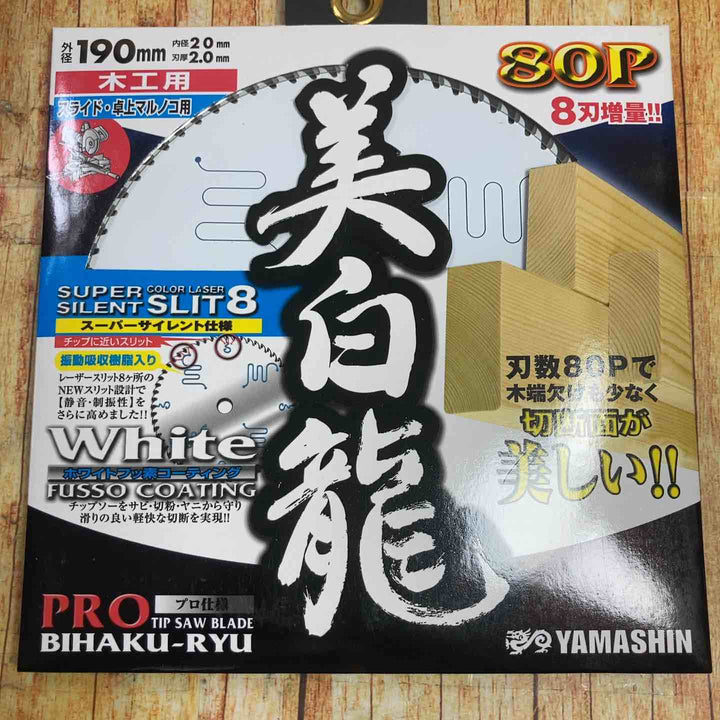 外径 190mm 内径20mm 刃厚2.0mm
木工用
スライド・卓上マルノコ用
80P
8刃増量!!
美白龍
SUPER SILENT COLOR LASER SLIT8
スーパーサイレント仕様
チップに近いスリット
振動吸収樹脂入り
レーザースリット8ヶ所の
NEWスリット設計で
【静音・制振性】を
さらに高めました!!
White
ホワイトフッ素コーティング
FUSSO COATING
チップソーをサビ・切粉・ヤニから守り
滑りの良い軽快な切断を実現!!
刃数80Pで
木端欠けも少なく
切断面が
美しい!!
PRO プロ仕様
TIP SAW BLADE
BIHAKU-RYU
YAMASHIN